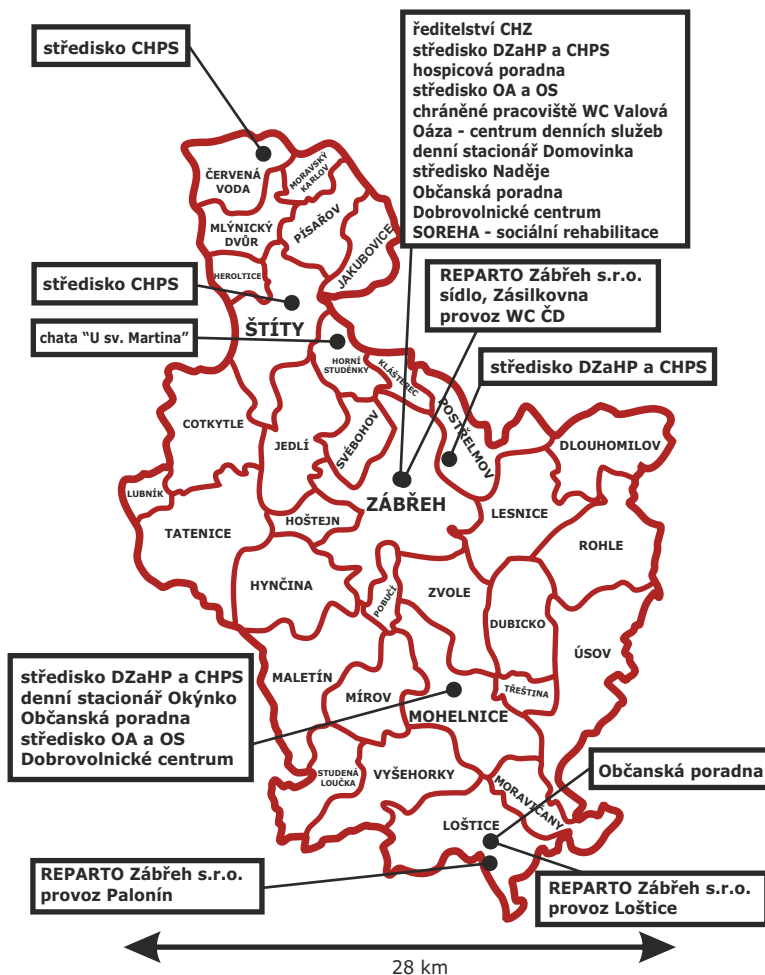 středisko CHPS
ředitelství CHZ
středisko DZaHP a CHPS
hospicová poradna
středisko OA a OS
chráněné pracoviště WC Valová
Oáza - centrum denních služeb
denní stacionář Domovinka
středisko Naděje
Občanská poradna
Dobrovolnické centrum
SOREHA - sociální rehabilitace
ČERVENÁ
VODA
MORAVSKÝ
KARLOV
MLÝNICKÝ
DVŮR
PÍSAŘOV
JAKUBOVICE
HEROLTICE
středisko CHPS
ŠTÍTY
REPARTO Zábřeh s.r.o.
sídlo, Zásilkovna
provoz WC ČD
chata "U sv. Martina"
HORNÍ
STUDÉNKY
KLÁŠTEREC
středisko DZaHP a CHPS
POSTŘELMOV
COTKYTLE
JEDLÍ
SVÉBOHOV
DLOUHOMILOV
LUBNÍK
ZÁBŘEH
LESNICE
TATENICE
HOŠTEJN
ROHLE
HYNČINA
POBUČÍ
ZVOLE
DUBICKO
ÚSOV
středisko DZaHP a CHPS
denní stacionář Okýnko
Občanská poradna
středisko OA a OS
Dobrovolnické centrum
MALETÍN
MÍROV
TŘEŠTINA
MOHELNICE
STUDENÁ
LOUČKA
VYŠEHORKY
MORAVIČANY
Občanská poradna
LOŠTICE
REPARTO Zábřeh s.r.o.
provoz Palonín
REPARTO Zábřeh s.r.o.
provoz Loštice
28 km